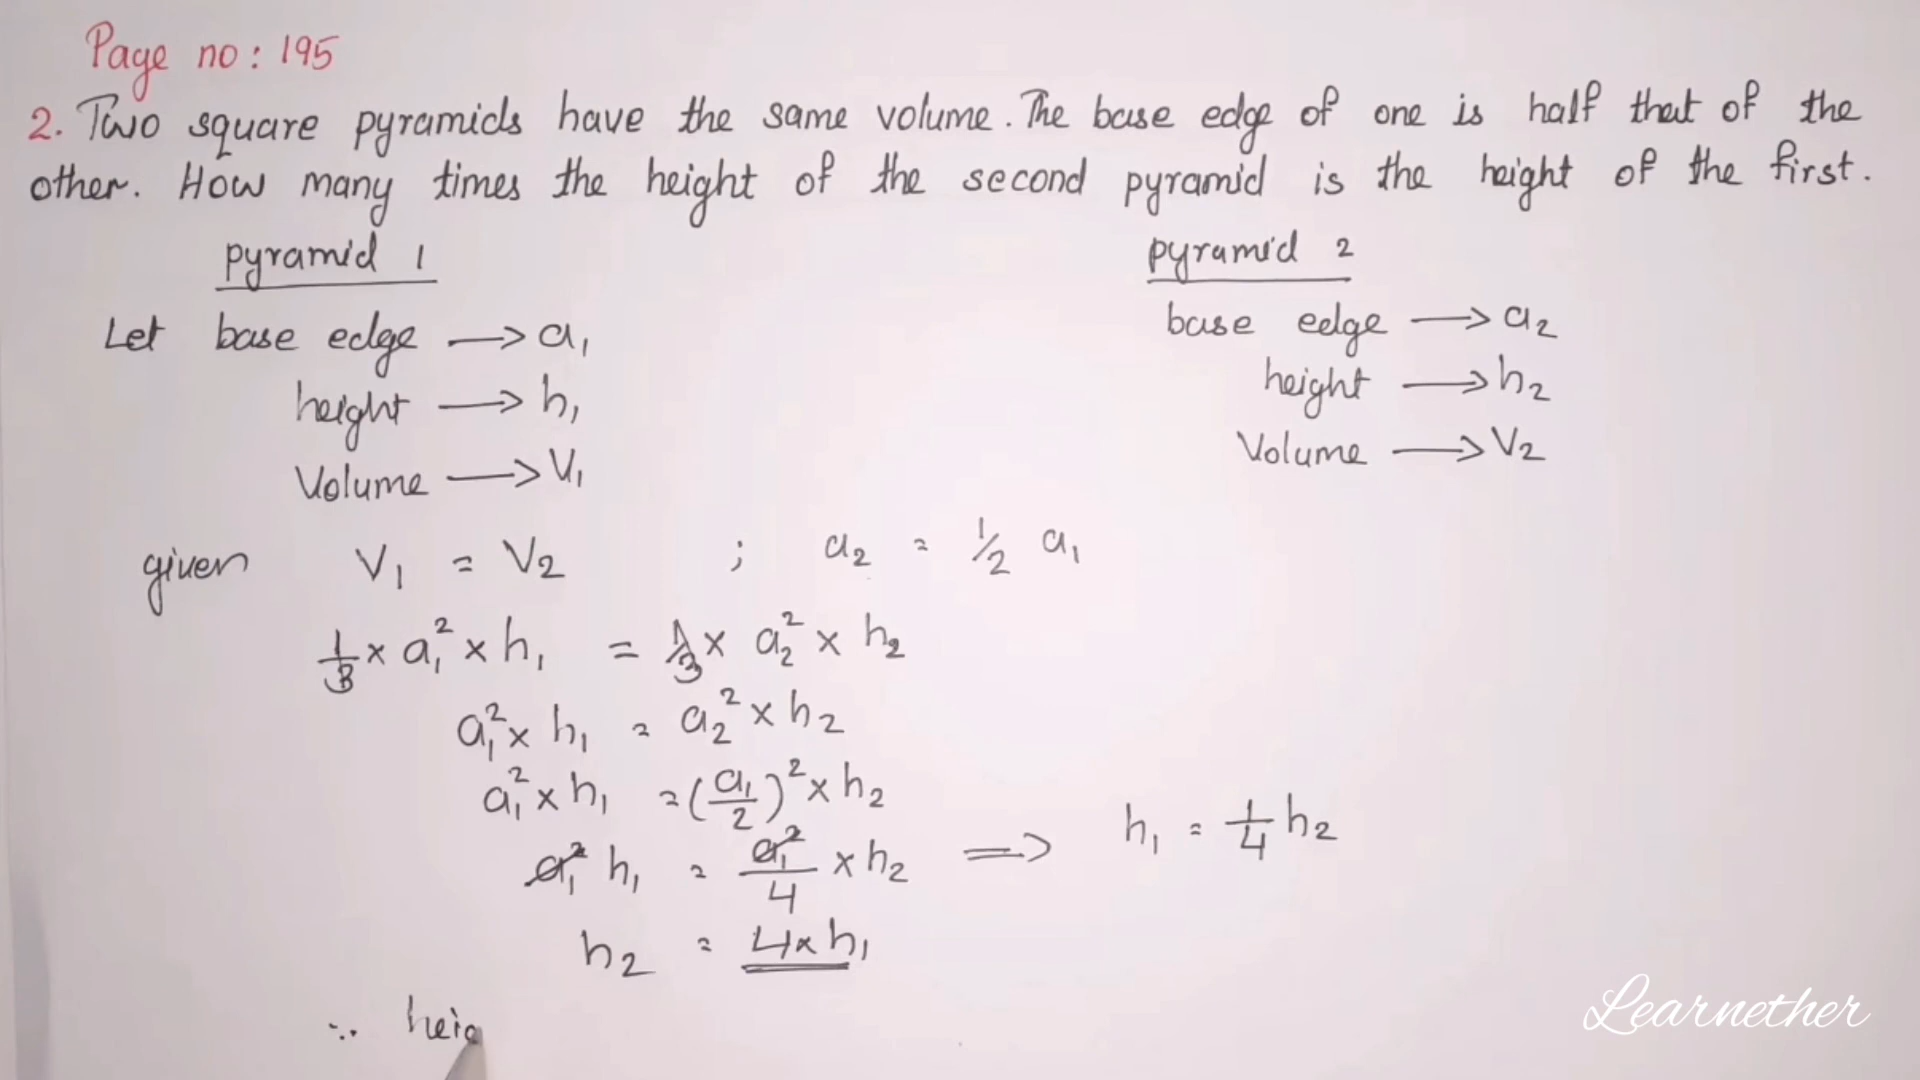 Page no: 195
2. Two square pyramids have the same volume. The base edge of one is half that of the
other. How many times the height of the second pyramid is the height of the first.
pyramid 1
pyramid 2
Let base edge → a₁
base edge → a₂
height → h₁
height → h₂
Volume → V₁
Volume → V₂
given V₁ = V₂ ; a₂ = 1/2 a₁
1/3 × a₁² × h₁ = 1/3 × a₂² × h₂
a₁² × h₁ = a₂² × h₂
a₁² × h₁ = (a₁/2)² × h₂
a₁² h₁ = a₁²/4 × h₂ ⟹ h₁ = 1/4 h₂
h₂ = 4 × h₁
∴ heig
Learnether